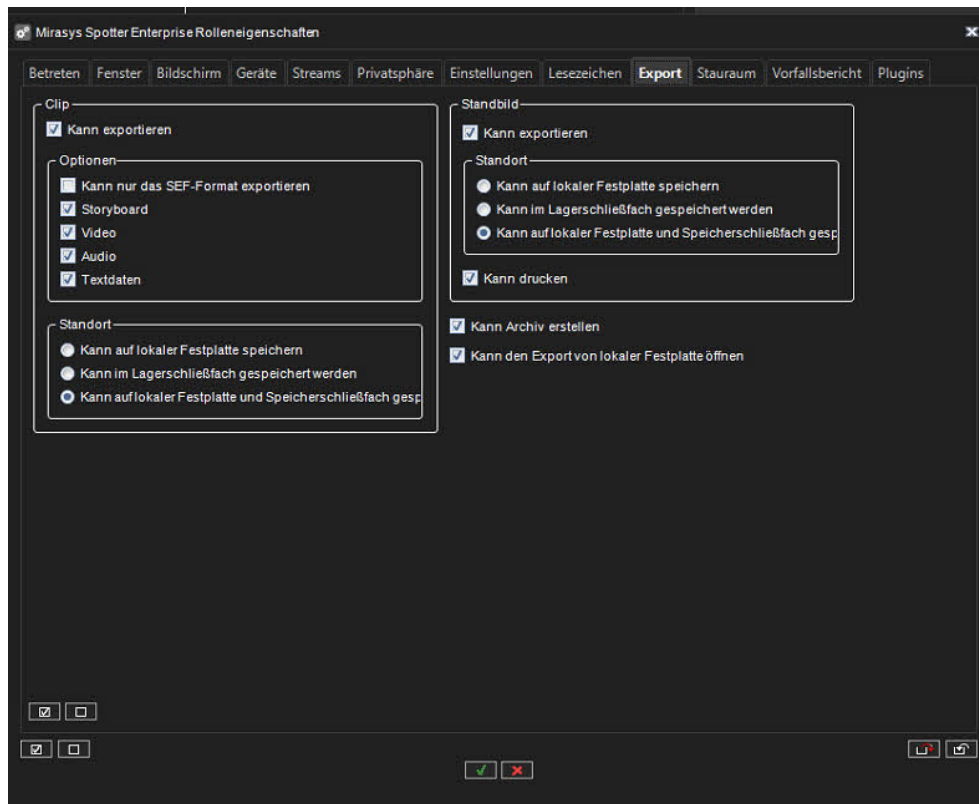 Mirasys Spotter Enterprise Rolleneigenschaften
Betreten Fenster Bildschirm Geräte Streams Privatsphäre Einstellungen Lesezeichen Export Stauraum Vorfallsbericht Plugins
Clip
Kann exportieren
Optionen
Kann nur das SEF-Format exportieren
Storyboard
Video
Audio
Textdaten
Standort
Kann auf lokaler Festplatte speichern
Kann im Lagerschließfach gespeichert werden
Kann auf lokaler Festplatte und Speicherschließfach gesp
Standbild
Kann exportieren
Standort
Kann auf lokaler Festplatte speichern
Kann im Lagerschließfach gespeichert werden
Kann auf lokaler Festplatte und Speicherschließfach gesp
Kann drucken
Kann Archiv erstellen
Kann den Export von lokaler Festplatte öffnen